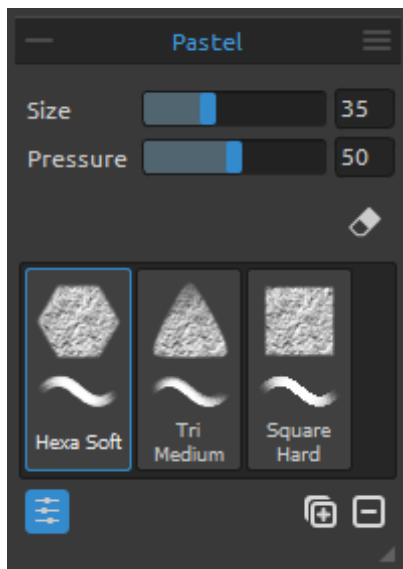 Pastel
Size 35
Pressure 50
Hexa Soft
Tri
Medium
Square
Hard